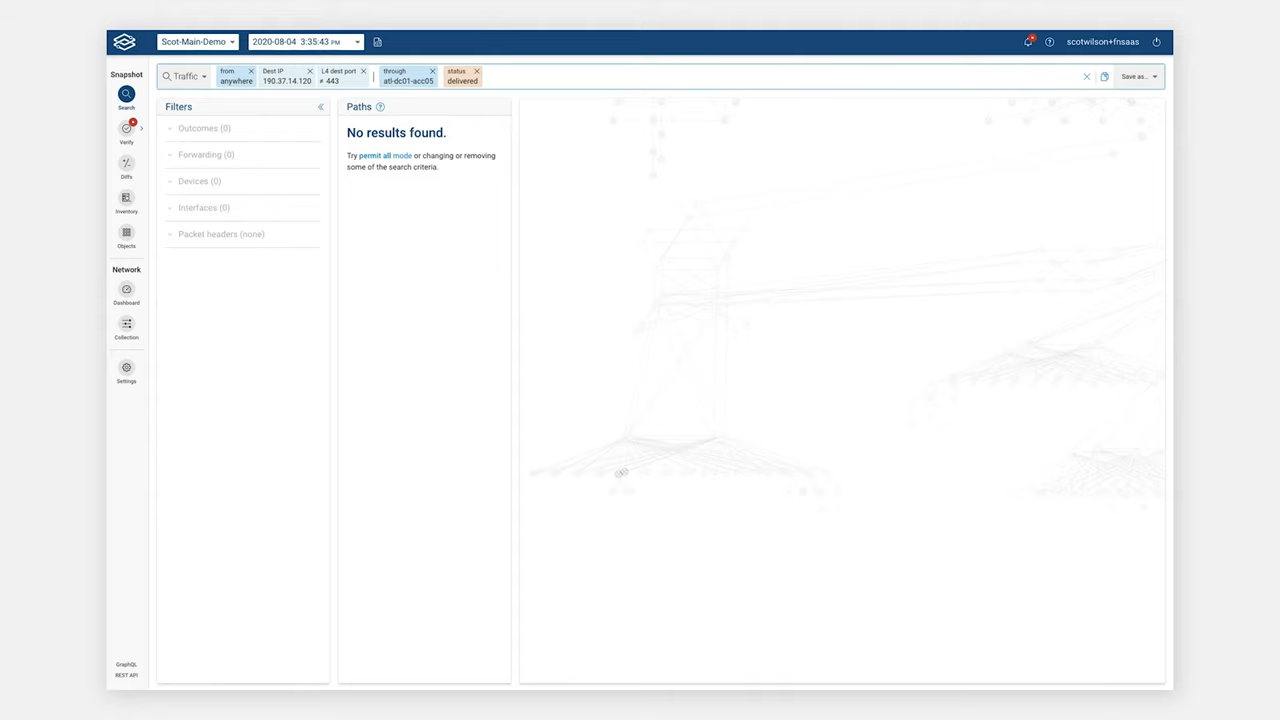 Scot-Main-Demo
2020-08-04 3:35:43 PM
scotwilson+fnsaas
Snapshot
Search
Verify
Diffs
Inventory
Objects
Network
Dashboard
Collection
Settings
GraphQL
REST API
Traffic
from
anywhere
Dest IP
190.37.14.120
L4 dest port
≠ 443
through
atl-dc01-acc05
status
delivered
Save as...
Filters
Outcomes (0)
Forwarding (0)
Devices (0)
Interfaces (0)
Packet headers (none)
Paths
No results found.
Try permit all mode or changing or removing
some of the search criteria.